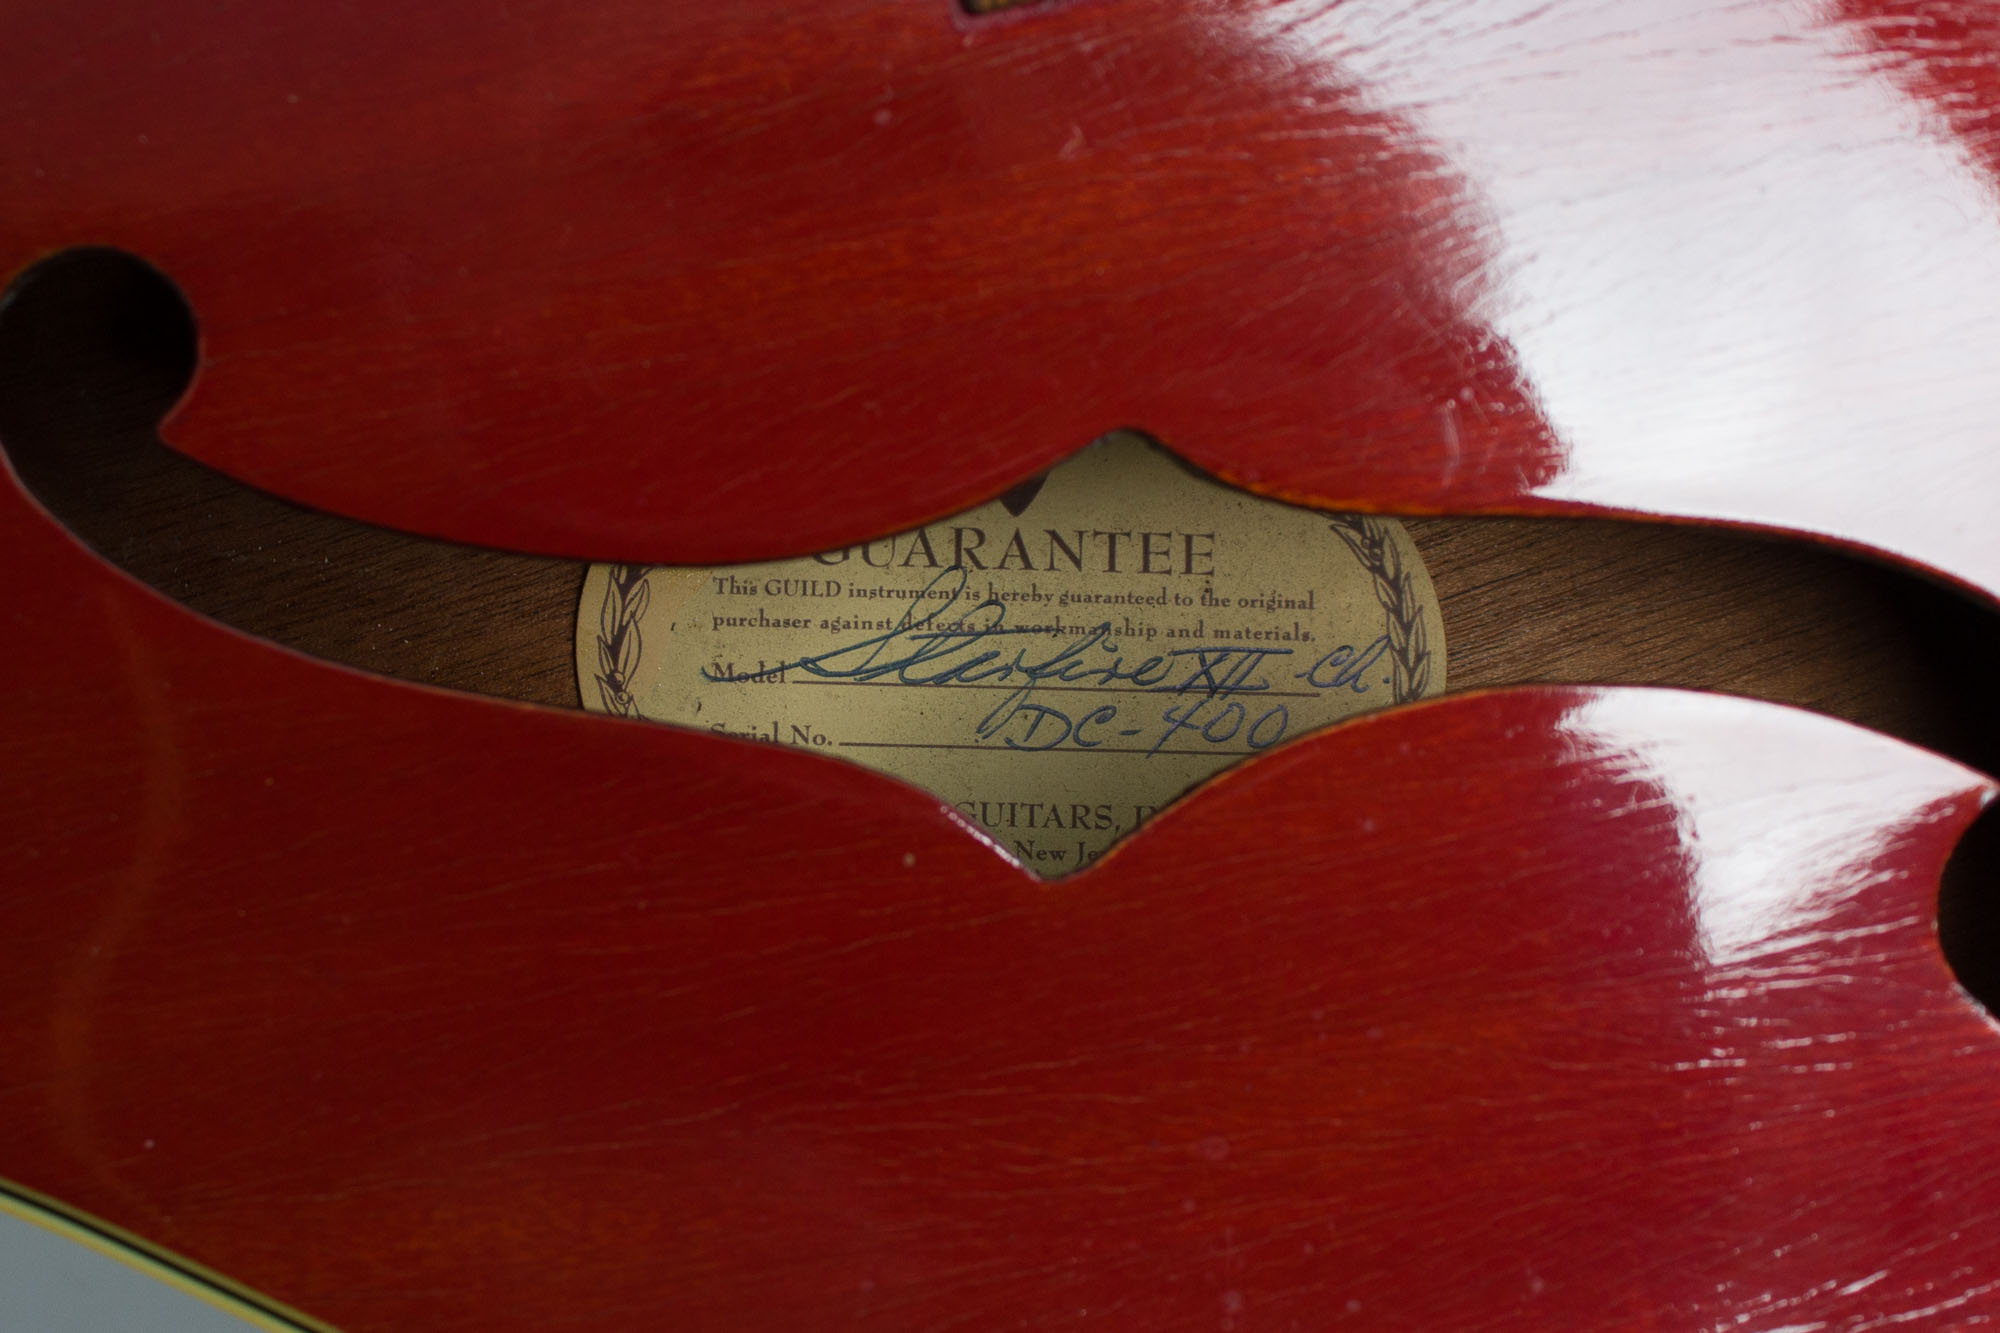 GUARANTEE
This GUILD instrument is hereby guaranteed to the original
purchaser against defects in workmanship and materials.
Model Starfire XII Ch.
Serial No. DC-400
GUITARS,
New